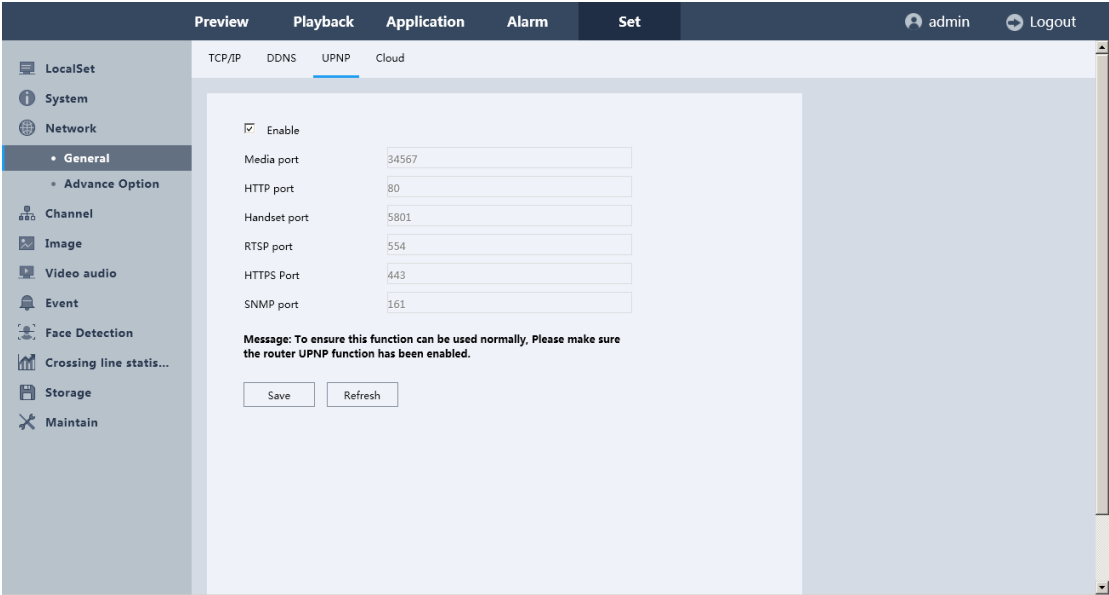 Preview Playback Application Alarm Set admin Logout
TCP/IP DDNS UPNP Cloud
LocalSet
System
Network
General
Advance Option
Channel
Image
Video audio
Event
Face Detection
Crossing line statis...
Storage
Maintain
Enable
Media port 34567
HTTP port 80
Handset port 5801
RTSP port 554
HTTPS Port 443
SNMP port 161
Message: To ensure this function can be used normally, Please make sure
the router UPNP function has been enabled.
Save Refresh